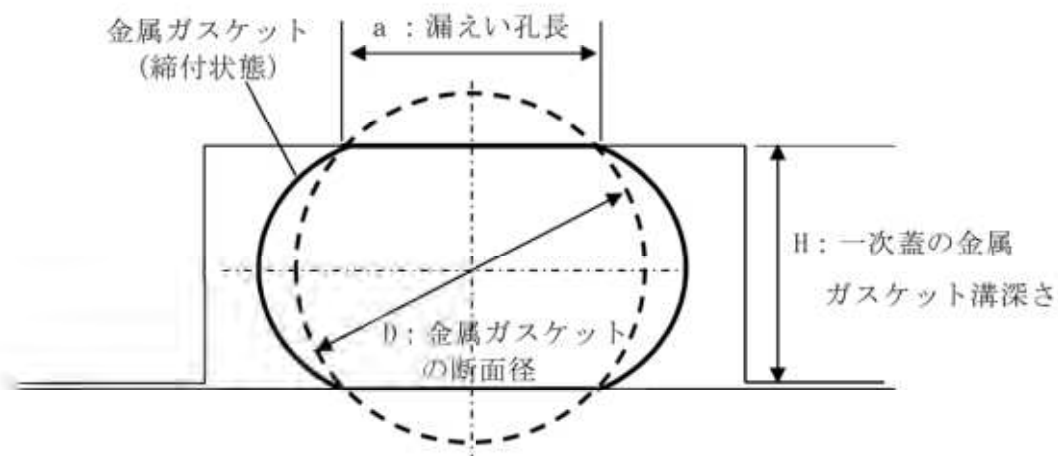 金属ガスケット
(締付状態)
a：漏えい孔長
H：一次蓋の金属
ガスケット溝深さ
D：金属ガスケット
の断面径